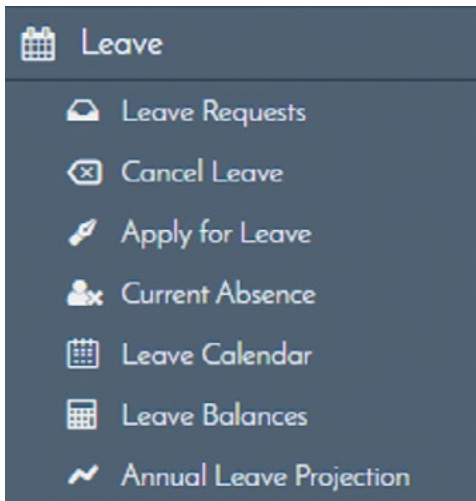 Leave
Leave Requests
Cancel Leave
Apply for Leave
Current Absence
Leave Calendar
Leave Balances
Annual Leave Projection